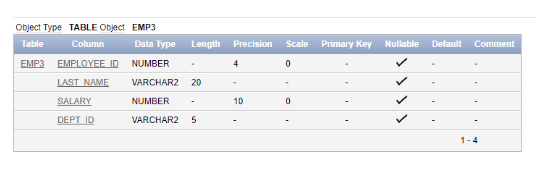 Object Type TABLE Object EMP3
Table Column Data Type Length Precision Scale Primary Key Nullable Default Comment
EMP3 EMPLOYEE_ID NUMBER - 4 0 - ✓ - -
LAST_NAME VARCHAR2 20 - - - ✓ - -
SALARY NUMBER - 10 0 - ✓ - -
DEPT_ID VARCHAR2 5 - - - ✓ - -
1 - 4